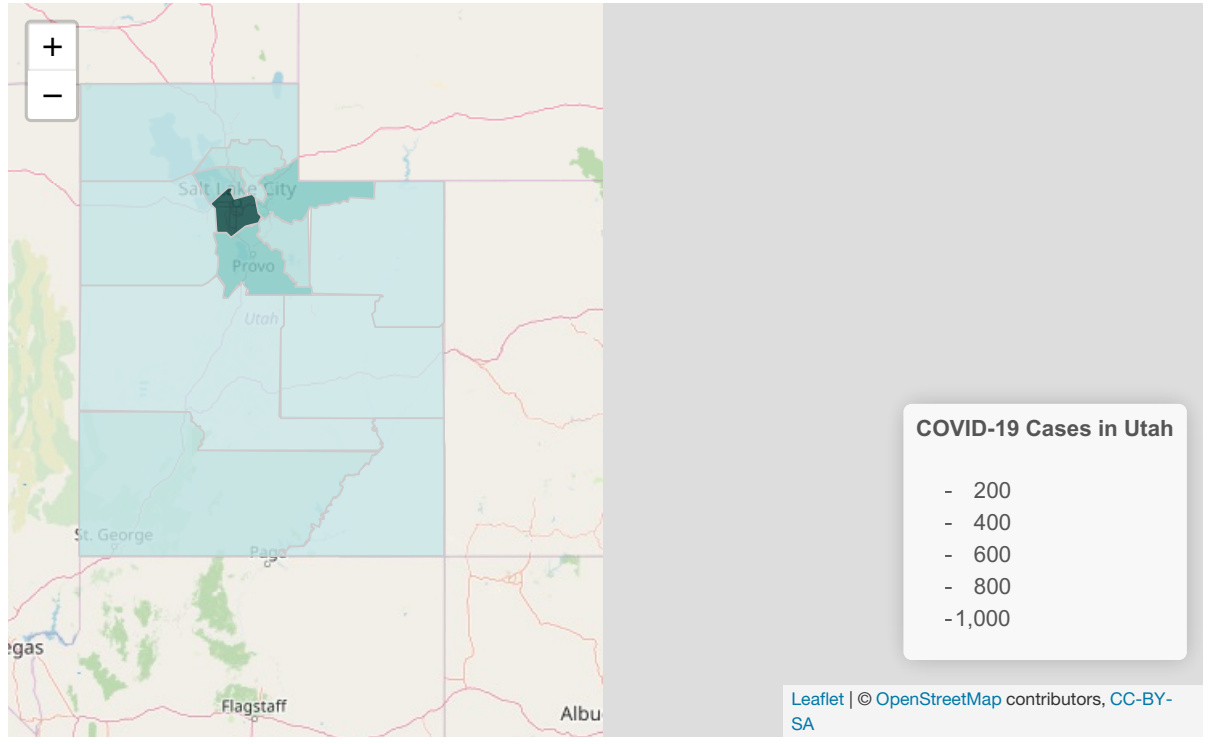 +
−
Salt Lake City
Provo
Utah
St. George
Page
egas
Flagstaff
Albu
COVID-19 Cases in Utah
- 200
- 400
- 600
- 800
-1,000
Leaflet | © OpenStreetMap contributors, CC-BY-
SA